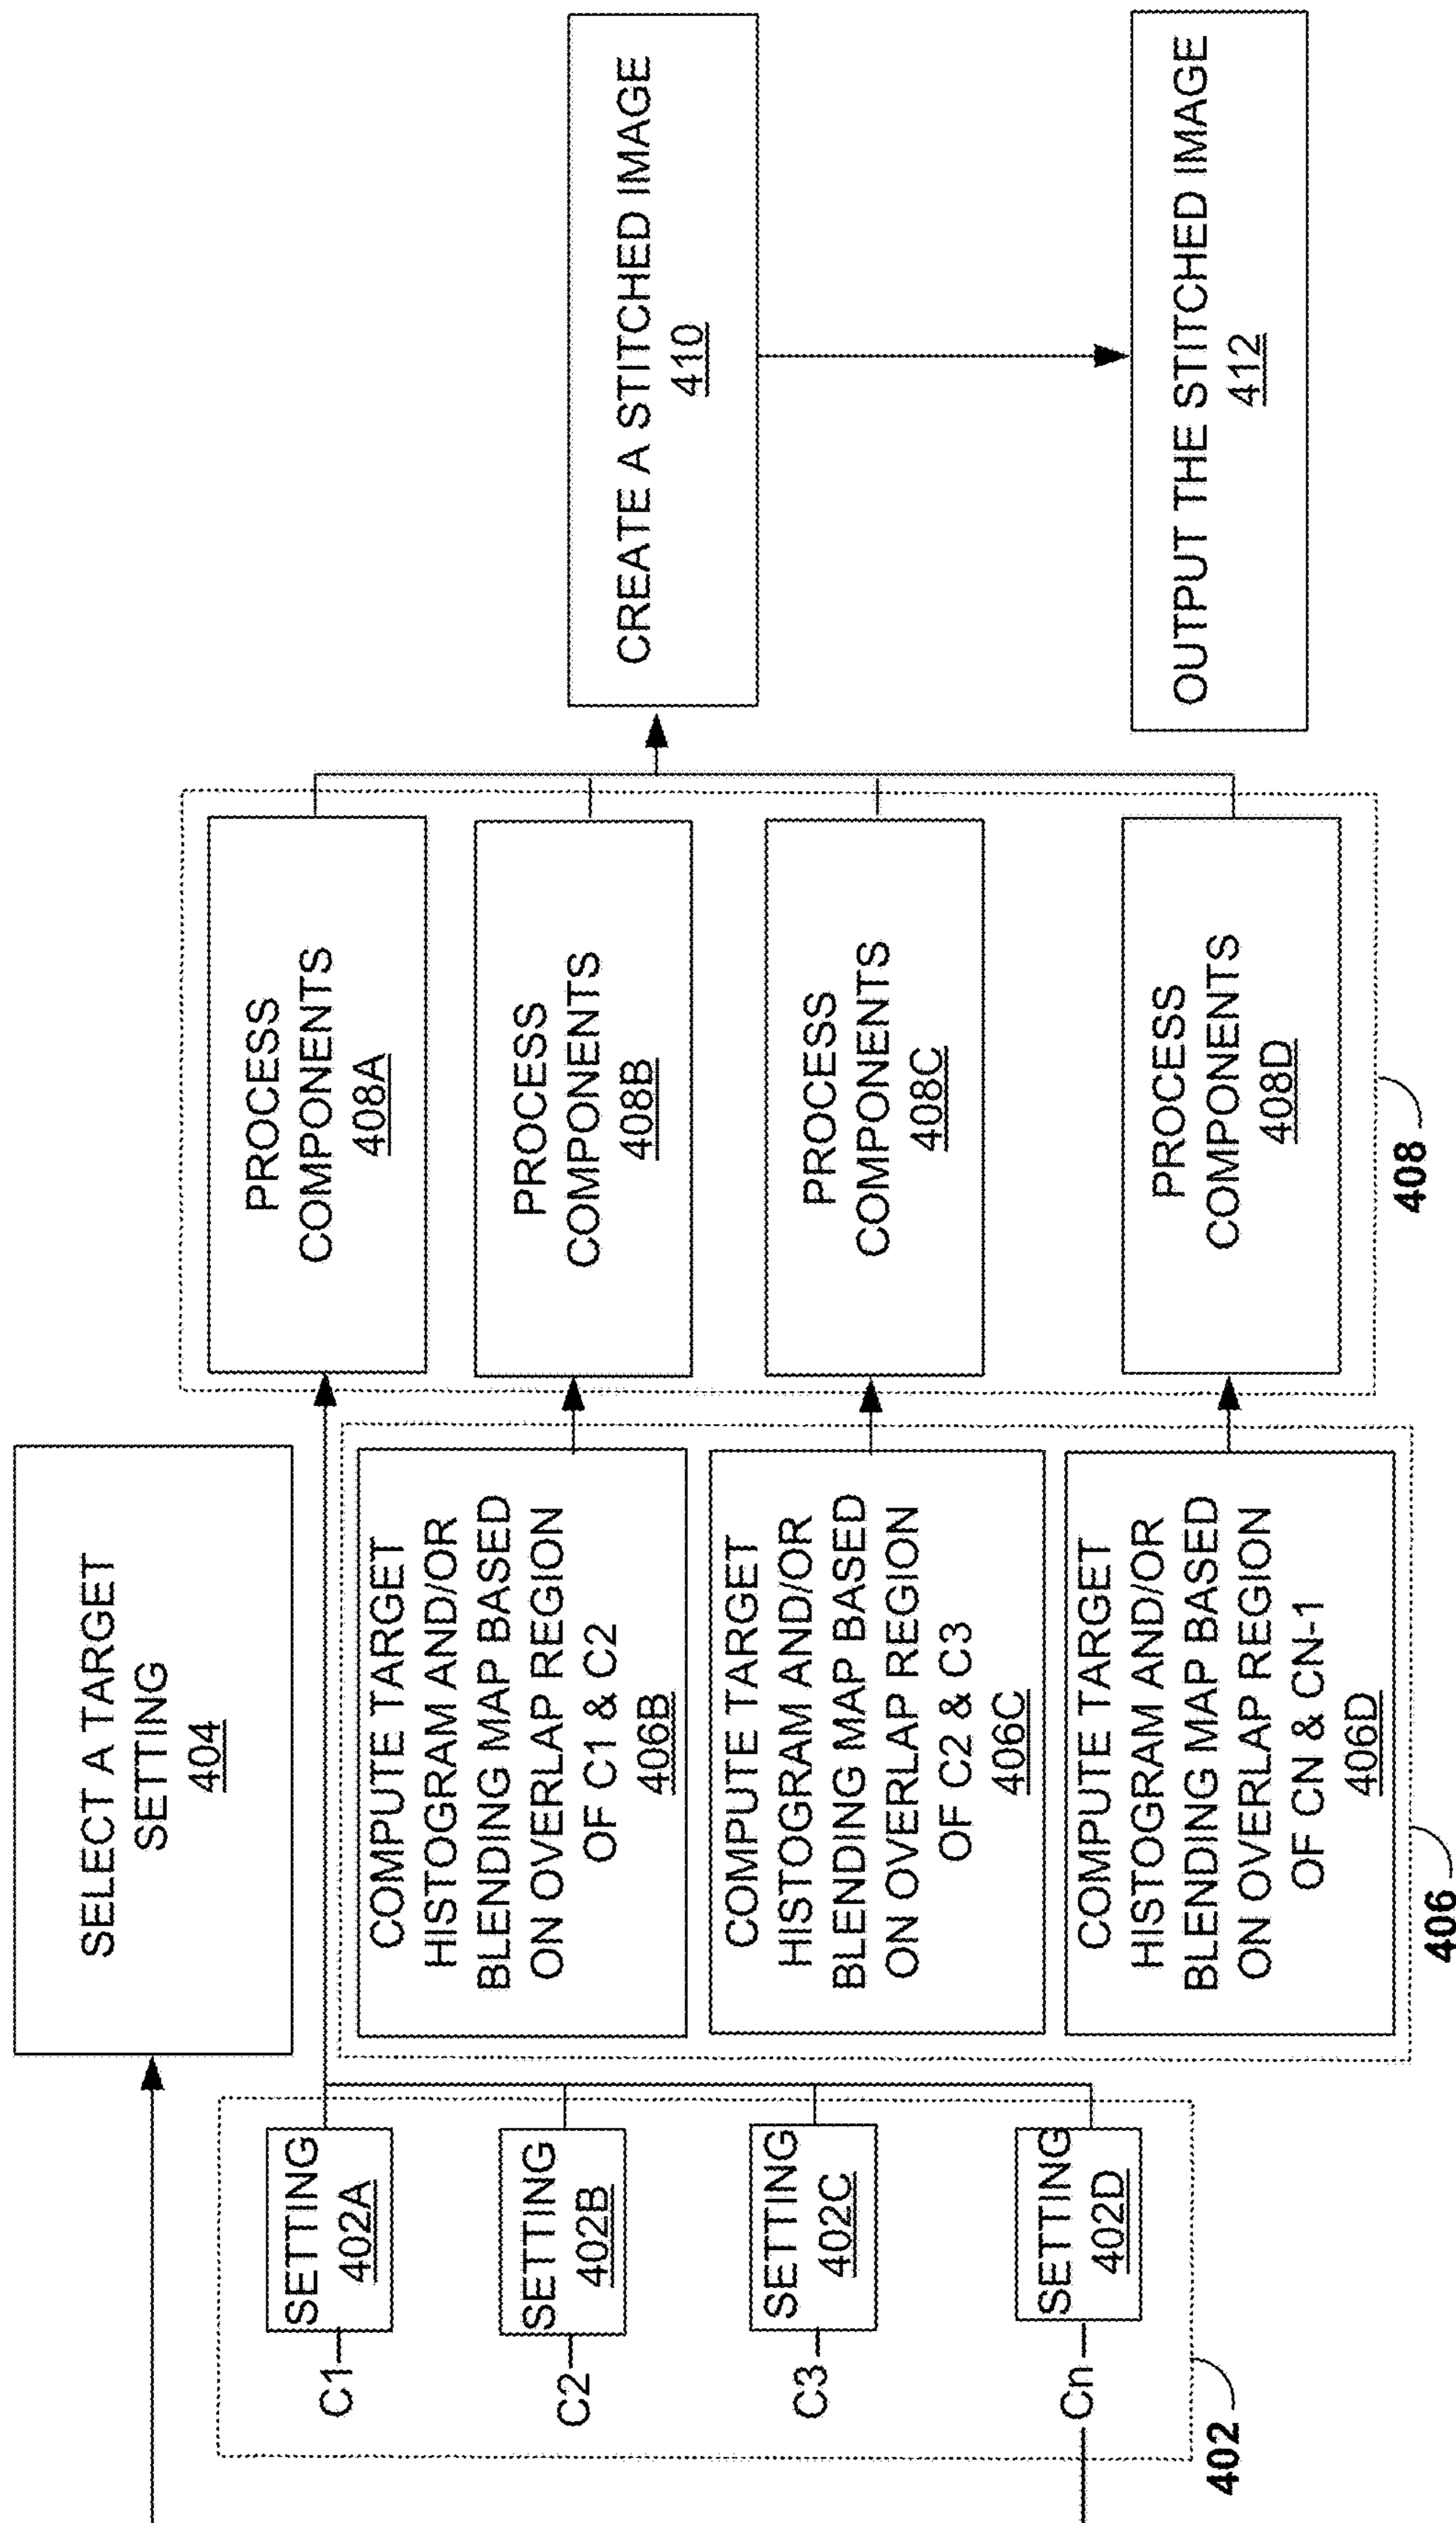 SELECT A TARGET
SETTING
404
C1
SETTING
402A
C2
SETTING
402B
C3
SETTING
402C
Cn
SETTING
402D
402
COMPUTE TARGET
HISTOGRAM AND/OR
BLENDING MAP BASED
ON OVERLAP REGION
OF C1 & C2
406B
COMPUTE TARGET
HISTOGRAM AND/OR
BLENDING MAP BASED
ON OVERLAP REGION
OF C2 & C3
406C
COMPUTE TARGET
HISTOGRAM AND/OR
BLENDING MAP BASED
ON OVERLAP REGION
OF CN & CN-1
406D
406
PROCESS
COMPONENTS
408A
PROCESS
COMPONENTS
408B
PROCESS
COMPONENTS
408C
PROCESS
COMPONENTS
408D
408
CREATE A STITCHED IMAGE
410
OUTPUT THE STITCHED IMAGE
412